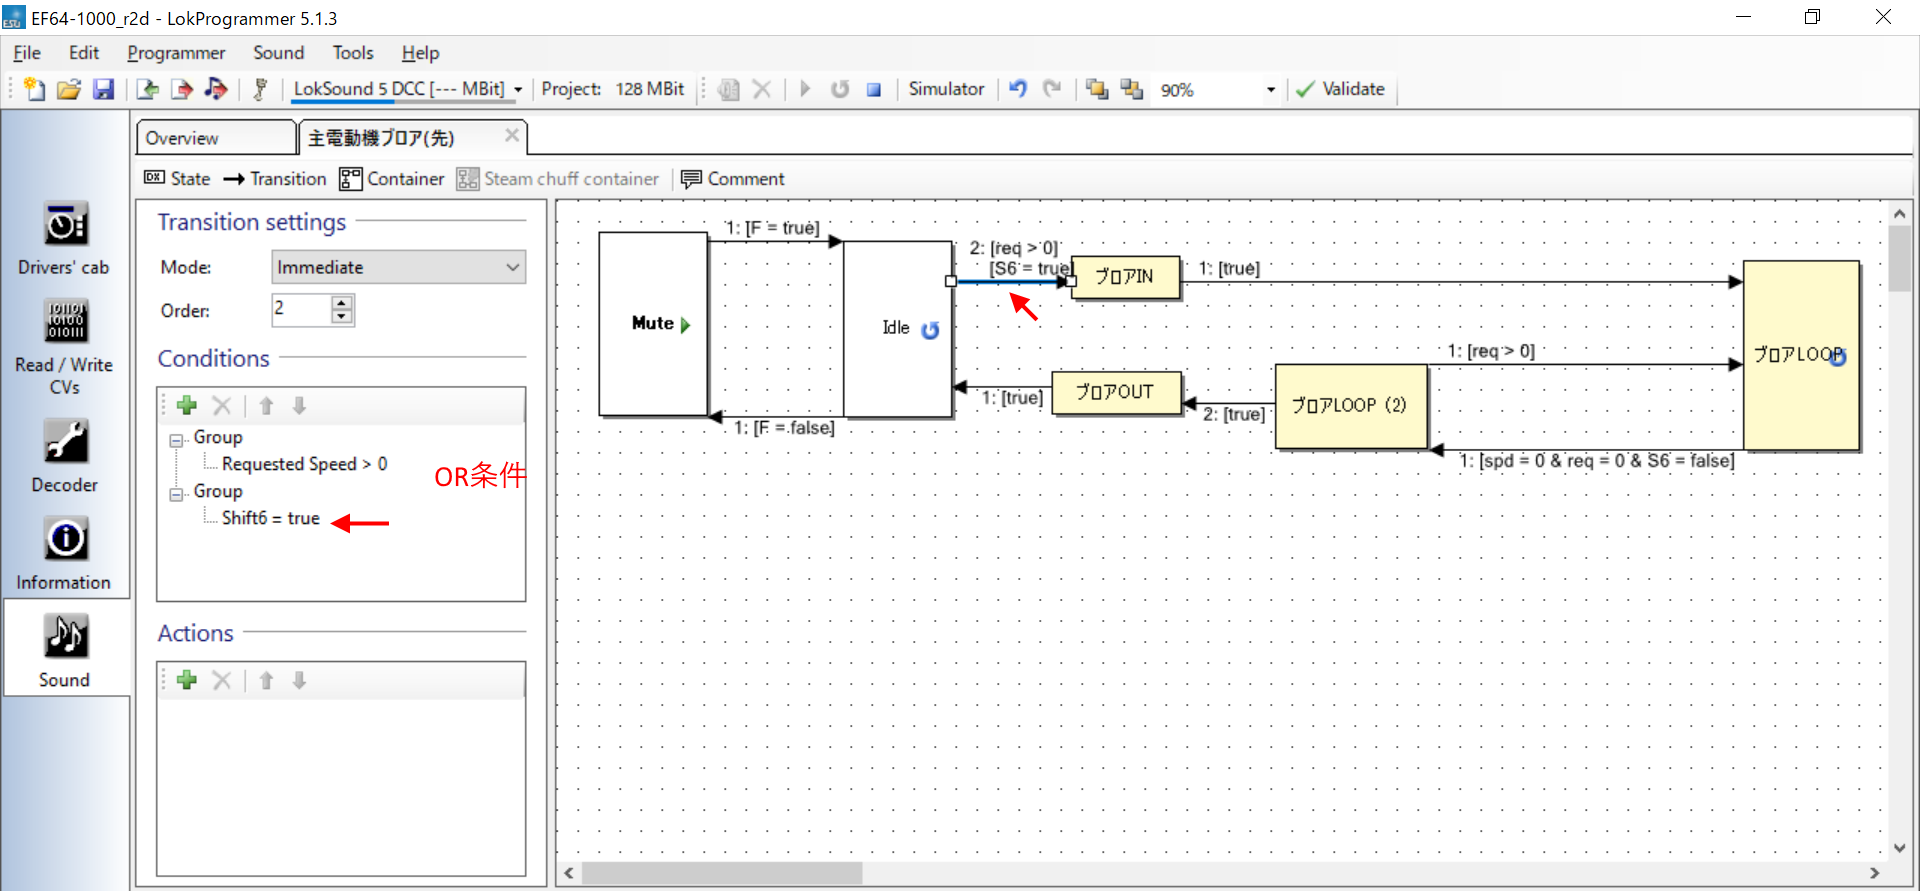 EF64-1000_r2d - LokProgrammer 5.1.3
File Edit Programmer Sound Tools Help
LokSound 5 DCC [--- MBit] Project: 128 MBit Simulator 90% Validate
Overview 主電動機ブロア(先)
State Transition Container Steam chuff container Comment
Drivers' cab
Read / Write
CVs
Decoder
Information
Sound
Transition settings
Mode: Immediate
Order: 2
Conditions
Group
Requested Speed > 0
Group
Shift6 = true
OR条件
Actions
1: [F = true]
Mute
1: [F = false]
Idle
2: [req > 0]
[S6 = true]
ブロアIN
1: [true]
ブロアLOOP
1: [req > 0]
ブロアLOOP (2)
1: [spd = 0 & req = 0 & S6 = false]
2: [true]
ブロアOUT
1: [true]